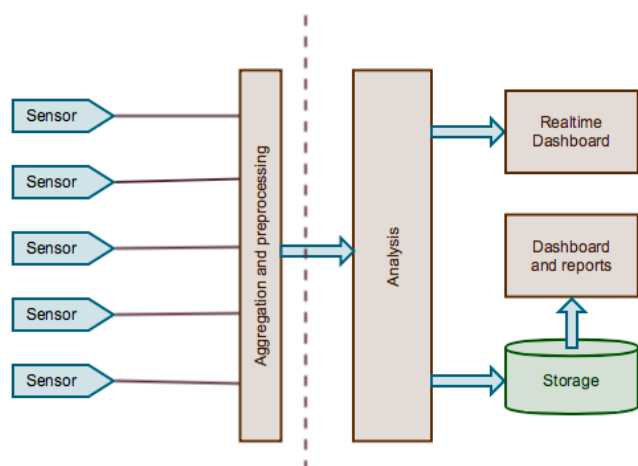 Sensor
Sensor
Sensor
Sensor
Sensor
Aggregation and preprocessing
Analysis
Realtime
Dashboard
Dashboard
and reports
Storage